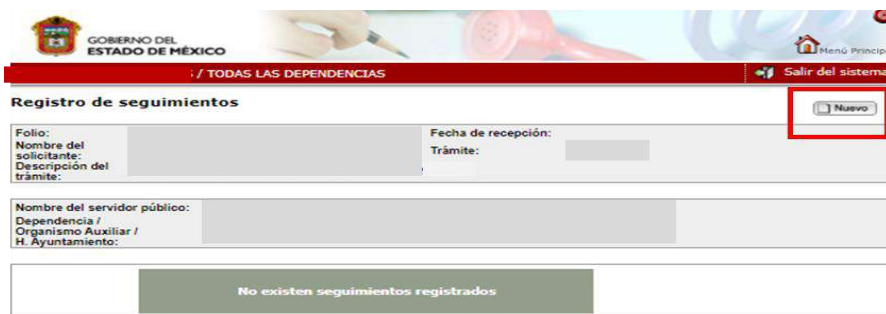 GOBIERNO DEL
ESTADO DE MÉXICO
Menú Princip
/ TODAS LAS DEPENDENCIAS
Salir del sistema
Registro de seguimientos
Nuevo
Folio:
Fecha de recepción:
Nombre del
solicitante:
Trámite:
Descripción del
trámite:
Nombre del servidor público:
Dependencia /
Organismo Auxiliar /
H. Ayuntamiento:
No existen seguimientos registrados